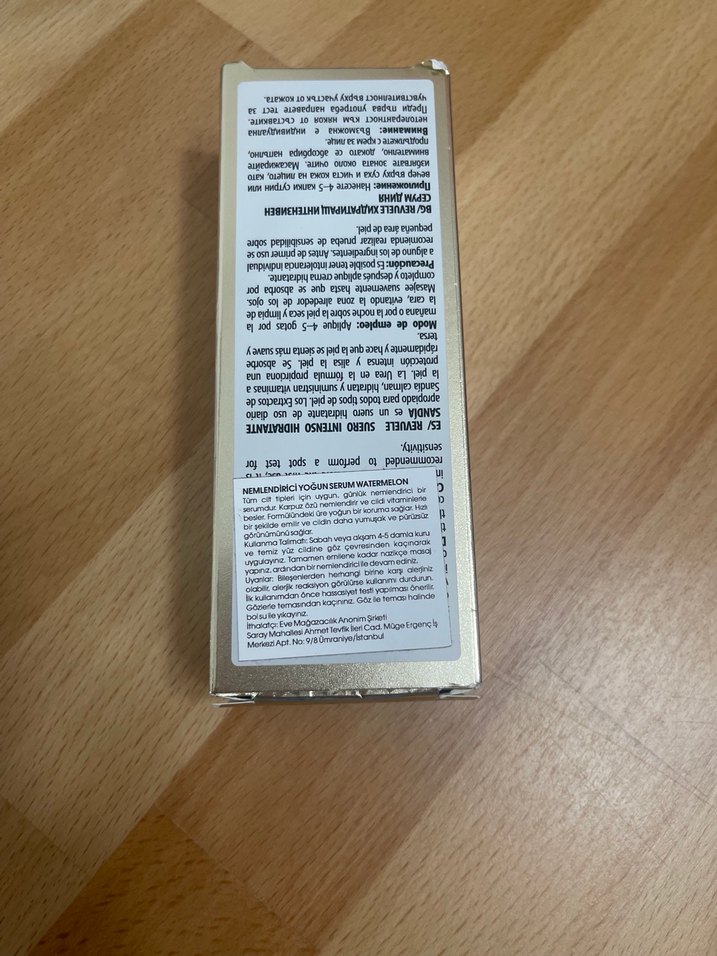 NEMLENDİRİCİ YOĞUN SERUM WATERMELON
Tüm cilt tipleri için uygun, günlük nemlendirici bir
serumdur. Karpuz özü nemlendirir ve cildi vitaminlerle
besler. Formülündeki üre yoğun bir koruma sağlar. Hızlı
bir şekilde emilir ve cildin daha yumuşak ve pürüzsüz
görünümünü sağlar.
Kullanma Talimatı: Sabah veya akşam 4-5 damla kuru
ve temiz yüz cildine göz çevresinden kaçınarak
uygulayınız. Tamamen emilene kadar nazikçe masaj
yapınız, ardından bir nemlendirici ile devam ediniz.
Uyarılar: Bileşenlerden herhangi birine karşı alerjiniz
olabilir, alerjik reaksiyon görülürse kullanımı durdurun.
İlk kullanımdan önce hassasiyet testi yapılması önerilir.
Gözlerle temasından kaçınınız. Göz ile teması halinde
bol su ile yıkayınız.
İthalatçı: Eve Mağazacılık Anonim Şirketi
Saray Mahallesi Ahmet Tevfik İleri Cad. Müge Ergenç İş
Merkezi Apt. No: 9/8 Ümraniye/İstanbul
recommended to perform a spot test for
sensitivity.
ES/ REVUELE SUERO INTENSO HIDRATANTE
SANDÍA es un suero hidratante de uso diario
apropiado para todos tipos de piel. Los Extractos de
Sandia calman, hidratan y suministran vitaminas a
la piel. La Urea en la fórmula propirciona una
protección intensa y alisa la piel. Se absorbe
rápidamente y hace que la piel se sienta más suave y
tersa.
Modo de empleo: Aplique 4–5 gotas por la
mañana o por la noche sobre la piel seca y limpia de
la cara, evitando la zona alrededor de los ojos.
Masajee suavemente hasta que se absorba por
completo y después aplique crema hidratante.
Precaución: Es posible tener intolerancia individual
a alguno de los ingredientes. Antes de primer uso se
recomienda realizar prueba de sensibilidad sobre
pequeña área de piel.
BG/ REVUELE ХИДРАТИРАЩ ИНТЕНЗИВЕН
СЕРУМ ДИНЯ
Приложение: Нанесете 4–5 капки сутрин или
вечер върху суха и чиста кожа на лицето, като
избягвате зоната около очите. Масажирайте
внимателно, докато се абсорбира напълно,
продължете с крем за лице.
Внимание: Възможна е индивидуална
нетолерантност към някоя от съставките.
Преди първа употреба направете тест за
чувствителност върху участък от кожата.